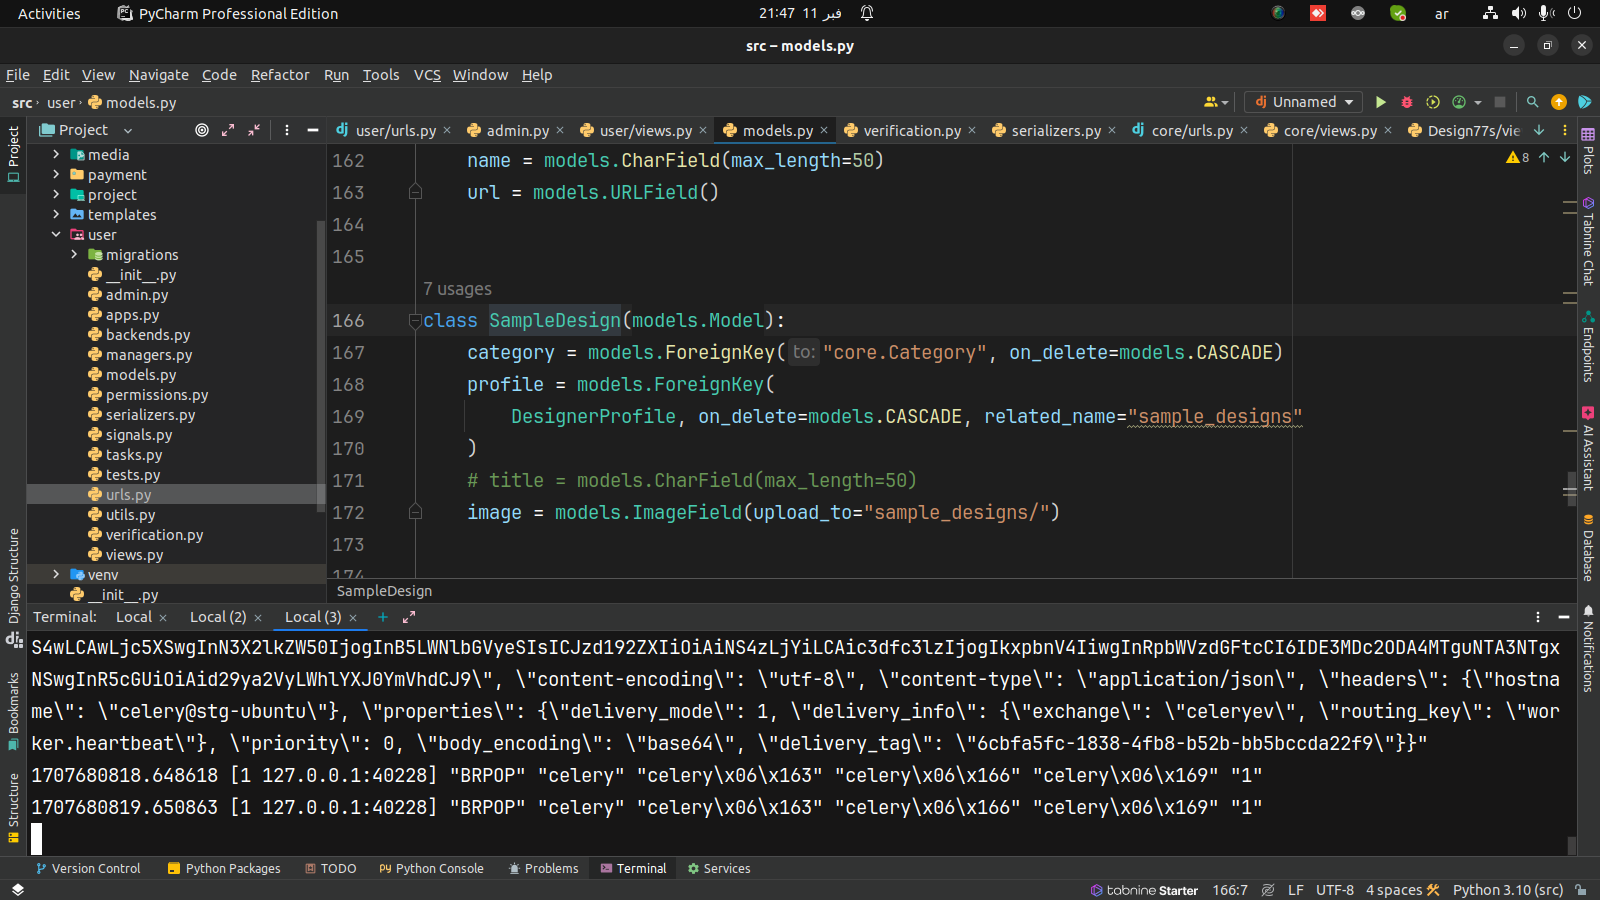 Activities
PyCharm Professional Edition
21:47 11 فبر
ar
src – models.py
File Edit View Navigate Code Refactor Run Tools VCS Window Help
src user models.py
Unnamed
Project
user/urls.py
admin.py
user/views.py
models.py
verification.py
serializers.py
core/urls.py
core/views.py
Design77s/vie
Project
Django Structure
Bookmarks
Structure
media
payment
project
templates
user
migrations
__init__.py
admin.py
apps.py
backends.py
managers.py
models.py
permissions.py
serializers.py
signals.py
tasks.py
tests.py
urls.py
utils.py
verification.py
views.py
venv
__init__.py
8
162 name = models.CharField(max_length=50)
163 url = models.URLField()
164
165
7 usages
166 class SampleDesign(models.Model):
167 category = models.ForeignKey( to: "core.Category", on_delete=models.CASCADE)
168 profile = models.ForeignKey(
169 DesignerProfile, on_delete=models.CASCADE, related_name="sample_designs"
170 )
171 # title = models.CharField(max_length=50)
172 image = models.ImageField(upload_to="sample_designs/")
173
174
SampleDesign
Plots
Tabnine Chat
Endpoints
AI Assistant
Database
Notifications
Terminal: Local Local (2) Local (3)
S4wLCAwLjc5XSwgInN3X2lkZW50IjogInB5LWNlbGVyeSIsICJzd192ZXIiOiAiNS4zLjYiLCAic3dfc3lzIjogIkxpbnV4IiwgInRpbWVzdGFtcCI6IDE3MDc2ODA4MTguNTA3NTgx
NSwgInR5cGUiOiAid29ya2VyLWhlYXJ0YmVhdCJ9\", \"content-encoding\": \"utf-8\", \"content-type\": \"application/json\", \"headers\": {\"hostna
me\": \"celery@stg-ubuntu\"}, \"properties\": {\"delivery_mode\": 1, \"delivery_info\": {\"exchange\": \"celeryev\", \"routing_key\": \"wor
ker.heartbeat\"}, \"priority\": 0, \"body_encoding\": \"base64\", \"delivery_tag\": \"6cbfa5fc-1838-4fb8-b52b-bb5bccda22f9\"}}"
1707680818.648618 [1 127.0.0.1:40228] "BRPOP" "celery" "celery\x06\x163" "celery\x06\x166" "celery\x06\x169" "1"
1707680819.650863 [1 127.0.0.1:40228] "BRPOP" "celery" "celery\x06\x163" "celery\x06\x166" "celery\x06\x169" "1"
Version Control Python Packages TODO Python Console Problems Terminal Services
tabnine Starter 166:7 LF UTF-8 4 spaces Python 3.10 (src)